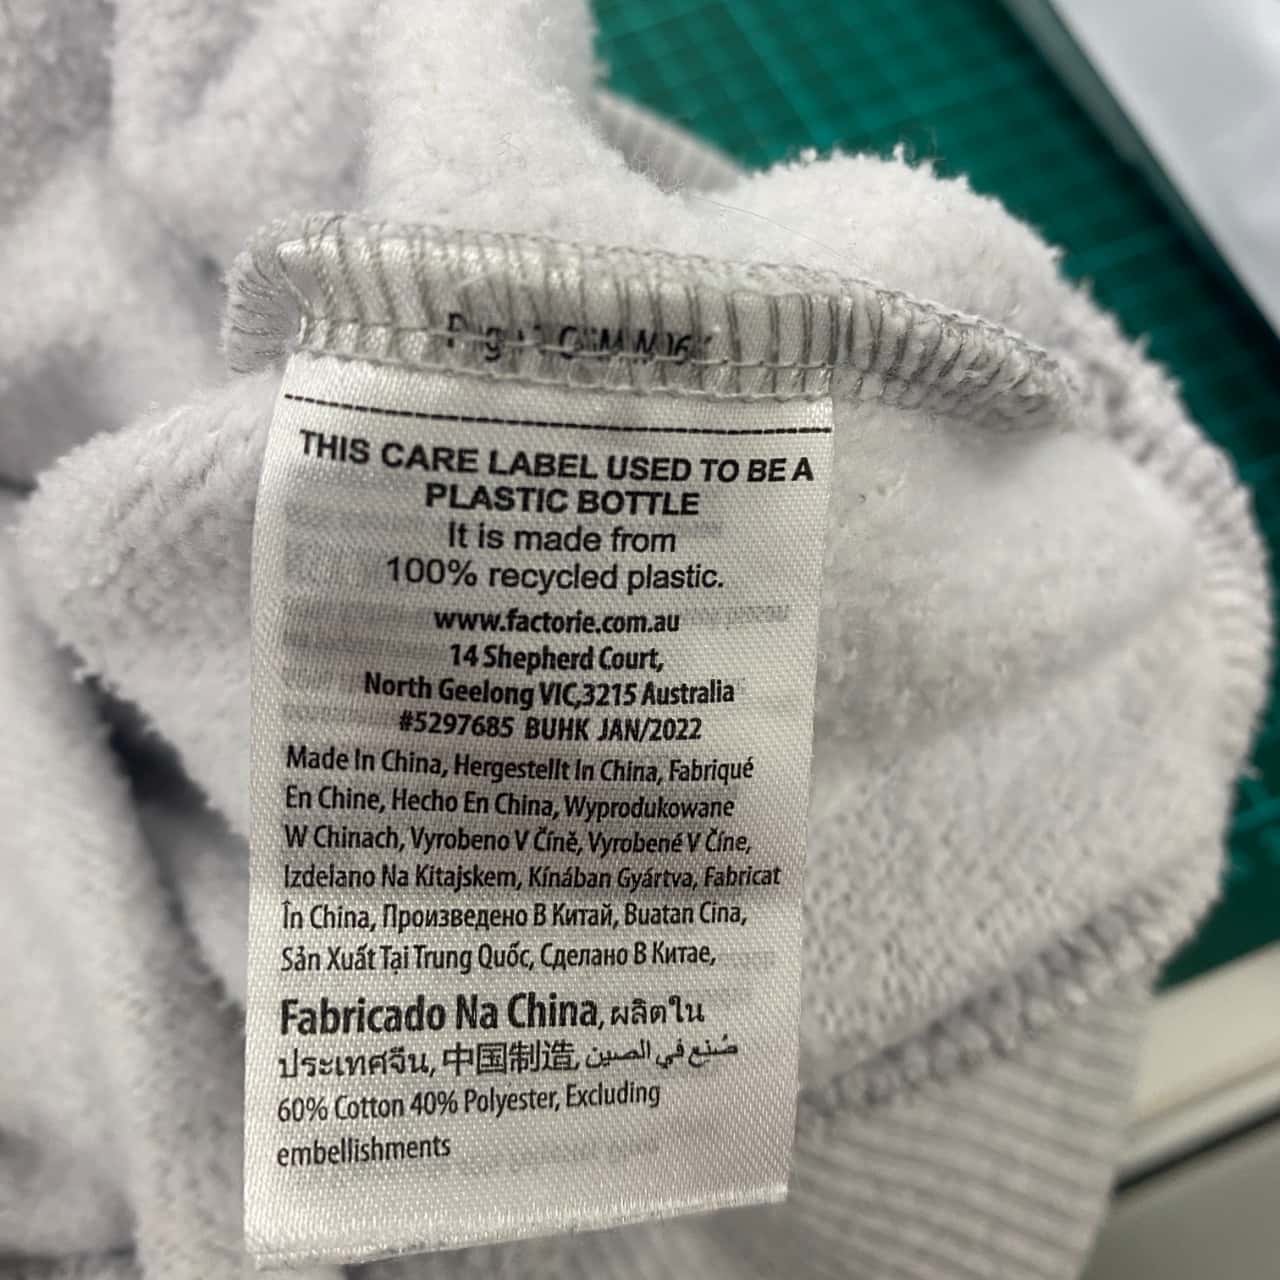 THIS CARE LABEL USED TO BE A
PLASTIC BOTTLE
It is made from
100% recycled plastic.
www.factorie.com.au
14 Shepherd Court,
North Geelong VIC,3215 Australia
#5297685 BUHK JAN/2022
Made In China, Hergestellt In China, Fabriqué
En Chine, Hecho En China, Wyprodukowane
W Chinach, Vyrobeno V Číně, Vyrobené V Číne,
Izdelano Na Kitajskem, Kínában Gyártva, Fabricat
În China, Произведено В Китай, Buatan Cina,
Sản Xuất Tại Trung Quốc, Сделано В Китае,
Fabricado Na China, ผลิตใน
ประเทศจีน, 中国制造, صُنع في الصين
60% Cotton 40% Polyester, Excluding
embellishments